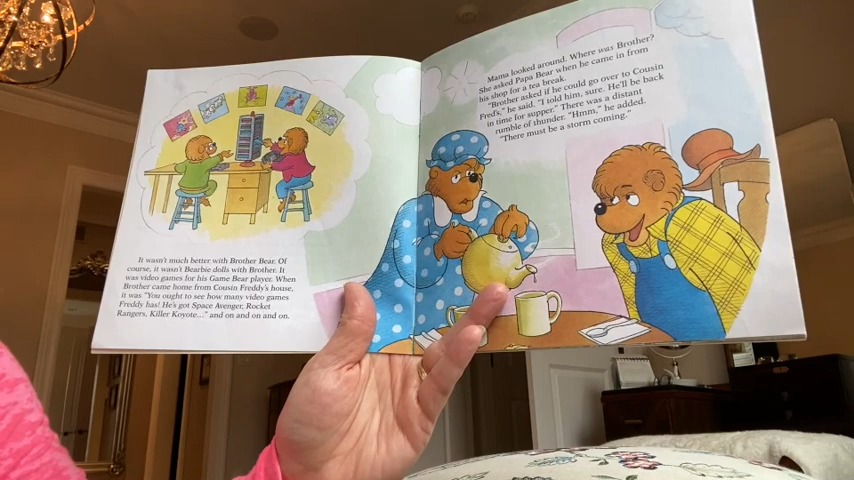 It wasn't much better with Brother Bear. Of
course, it wasn't Bearbie dolls with Brother. It
was video games for his Game Bear player. When
Brother came home from Cousin Freddy's house,
it was "You ought to see how many video games
Freddy has! He's got Space Avenger, Rocket
Rangers, Killer Koyote..." and on and on and on.
Mama looked around. Where was Brother?
She asked Papa Bear when he came in from
his shop for a tea break.
"Brother asked if he could go over to Cousin
Fred's," he said. "I told him, sure. He'll be back
in time for supper." There was a distant
rumble of thunder. "Hmm," he added.
"There must be a storm coming."